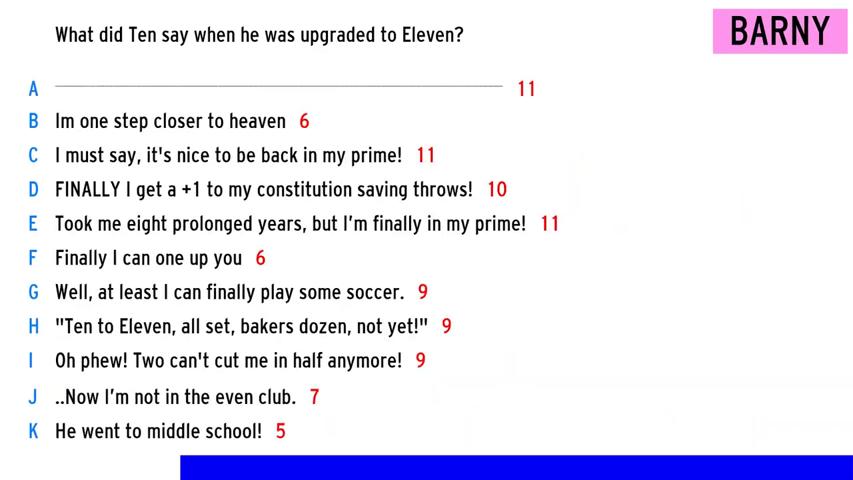 What did Ten say when he was upgraded to Eleven?
BARNY
A 11
B Im one step closer to heaven 6
C I must say, it's nice to be back in my prime! 11
D FINALLY I get a +1 to my constitution saving throws! 10
E Took me eight prolonged years, but I'm finally in my prime! 11
F Finally I can one up you 6
G Well, at least I can finally play some soccer. 9
H "Ten to Eleven, all set, bakers dozen, not yet!" 9
I Oh phew! Two can't cut me in half anymore! 9
J ..Now I'm not in the even club. 7
K He went to middle school! 5